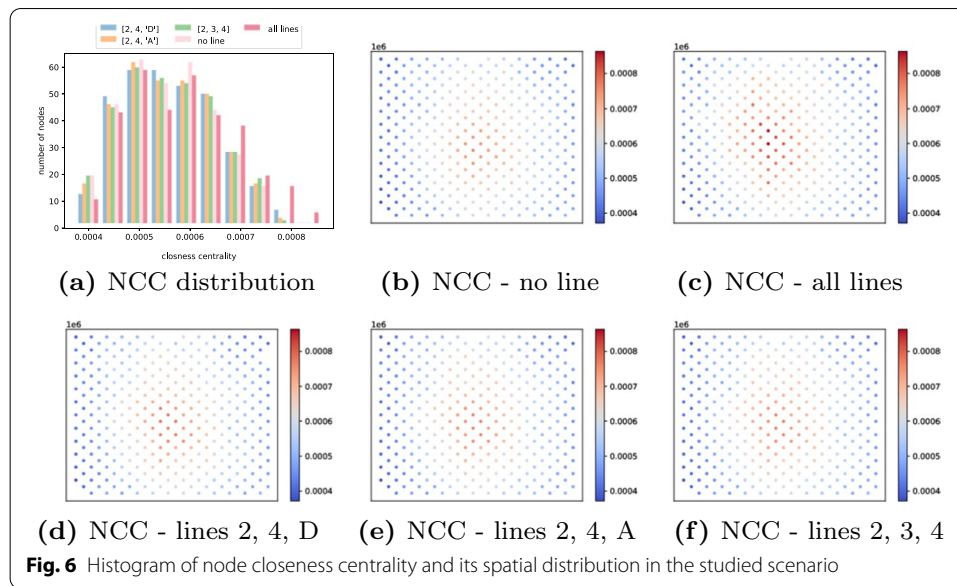 [2, 4, 'D'] [2, 3, 4] all lines
[2, 4, 'A'] no line
number of nodes
60
50
40
30
20
10
0
0.0004 0.0005 0.0006 0.0007 0.0008
closness centrality
(a) NCC distribution
1e6
0.0008
0.0007
0.0006
0.0005
0.0004
(b) NCC - no line
1e6
0.0008
0.0007
0.0006
0.0005
0.0004
(c) NCC - all lines
1e6
0.0008
0.0007
0.0006
0.0005
0.0004
(d) NCC - lines 2, 4, D
1e6
0.0008
0.0007
0.0006
0.0005
0.0004
(e) NCC - lines 2, 4, A
1e6
0.0008
0.0007
0.0006
0.0005
0.0004
(f) NCC - lines 2, 3, 4
Fig. 6 Histogram of node closeness centrality and its spatial distribution in the studied scenario